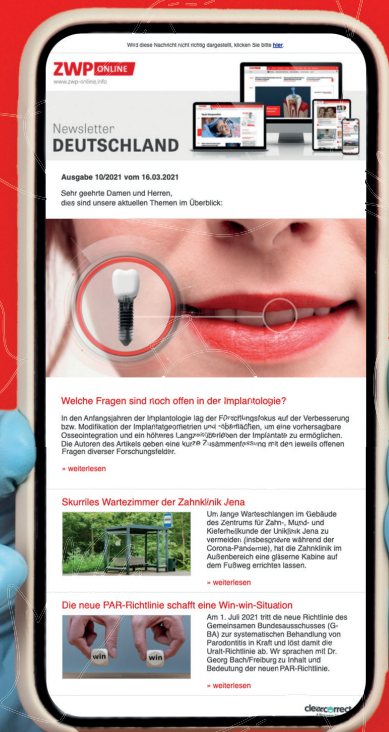 Wird diese Nachricht nicht richtig dargestellt, klicken Sie bitte hier.
ZWP ONLINE
www.zwp-online.info
Newsletter
DEUTSCHLAND
Ausgabe 10/2021 vom 16.03.2021
Sehr geehrte Damen und Herren,
dies sind unsere aktuellen Themen im Überblick:
Welche Fragen sind noch offen in der Implantologie?
In den Anfangsjahren der Implantologie lag der Forschungsfokus auf der Verbesserung
bzw. Modifikation der Implantatgeometrien und -oberflächen, um eine vorhersagbare
Osseointegration und ein höheres Langzeitüberleben der Implantate zu ermöglichen.
Die Autoren des Artikels geben eine kurze Zusammenfassung mit den jeweils offenen
Fragen diverser Forschungsfelder.
» weiterlesen
Skurriles Wartezimmer der Zahnklinik Jena
Um lange Warteschlangen im Gebäude
des Zentrums für Zahn-, Mund- und
Kieferheilkunde der Uniklinik Jena zu
vermeiden (insbesondere während der
Corona-Pandemie), hat die Zahnklinik im
Außenbereich eine gläserne Kabine auf
dem Fußweg errichten lassen.
» weiterlesen
Die neue PAR-Richtlinie schafft eine Win-win-Situation
Am 1. Juli 2021 tritt die neue Richtlinie des
Gemeinsamen Bundesausschusses (G-
BA) zur systematischen Behandlung von
Parodontitis in Kraft und löst damit die
Uralt-Richtlinie ab. Wir sprachen mit Dr.
Georg Bach/Freiburg zu Inhalt und
Bedeutung der neuen PAR-Richtlinie.
win win
» weiterlesen
clearcorrect